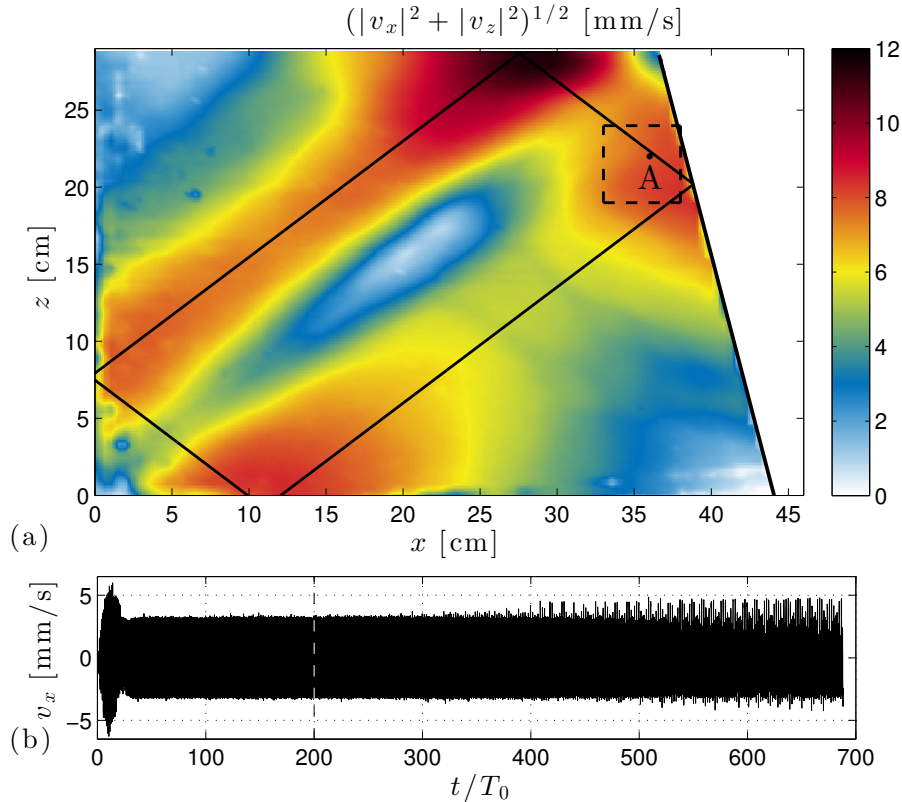 (|v_x|^2 + |v_z|^2)^{1/2} [mm/s]
25
20
15
10
5
0
z [cm]
A
12
10
8
6
4
2
0
0 5 10 15 20 25 30 35 40 45
(a)
x [cm]
5
0
−5
v_x [mm/s]
(b)
0 100 200 300 400 500 600 700
t/T_0